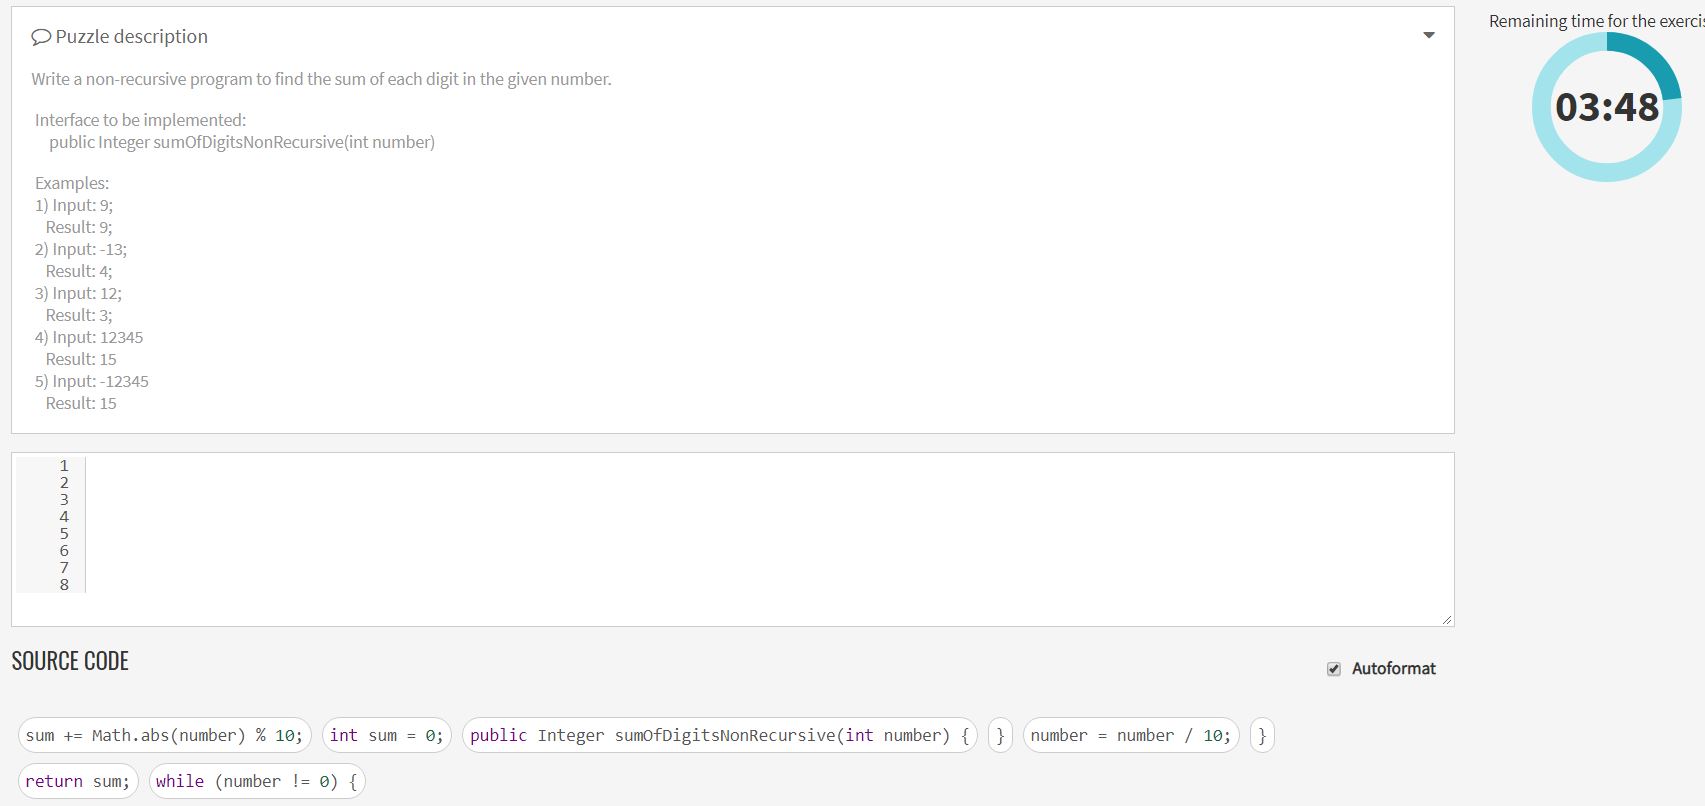 Puzzle description
Remaining time for the exerci
03:48
Write a non-recursive program to find the sum of each digit in the given number.
Interface to be implemented:
public Integer sumOfDigitsNonRecursive(int number)
Examples:
1) Input: 9;
Result: 9;
2) Input: -13;
Result: 4;
3) Input: 12;
Result: 3;
4) Input: 12345
Result: 15
5) Input: -12345
Result: 15
1
2
3
4
5
6
7
8
SOURCE CODE
Autoformat
sum += Math.abs(number) % 10; int sum = 0; public Integer sumOfDigitsNonRecursive(int number) { } number = number / 10; }
return sum; while (number != 0) {